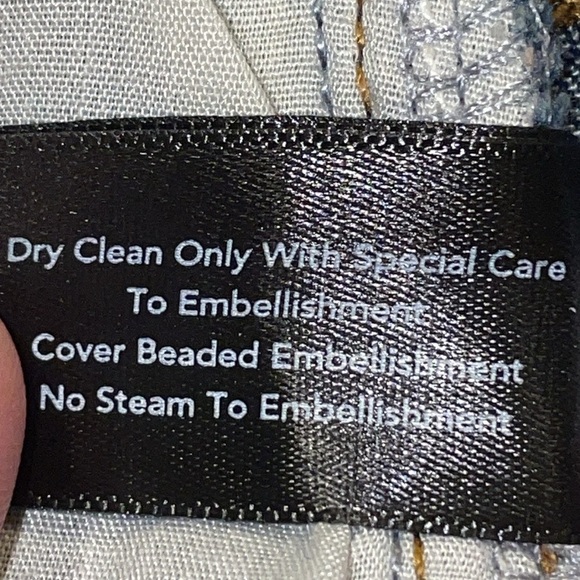 Dry Clean Only With Special Care
To Embellishment
Cover Beaded Embellishment
No Steam To Embellishment